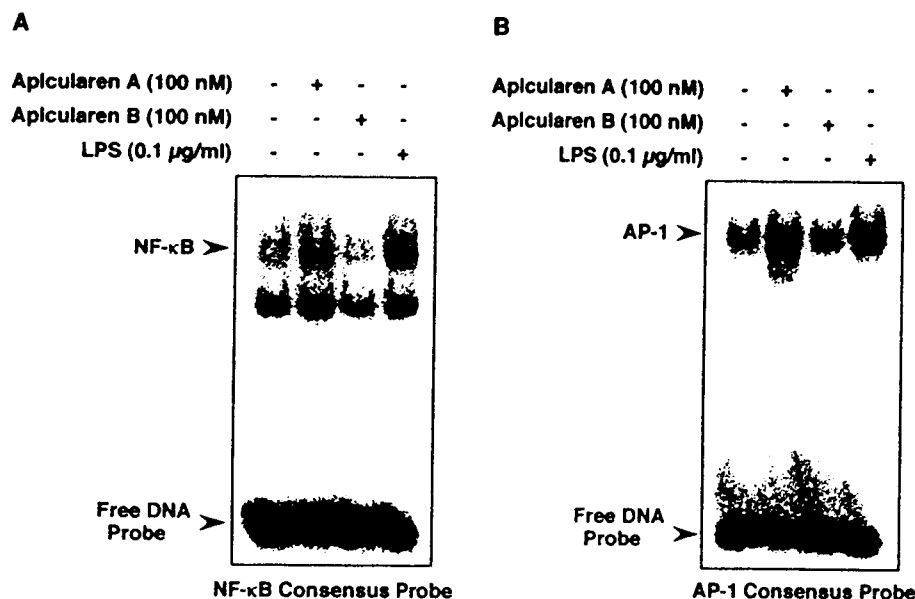 A
Apicularen A (100 nM) - + - -
Apicularen B (100 nM) - - + -
LPS (0.1 µg/ml) - - - +
NF-κB
Free DNA
Probe
NF-κB Consensus Probe
B
Apicularen A (100 nM) - + - -
Apicularen B (100 nM) - - + -
LPS (0.1 µg/ml) - - - +
AP-1
Free DNA
Probe
AP-1 Consensus Probe